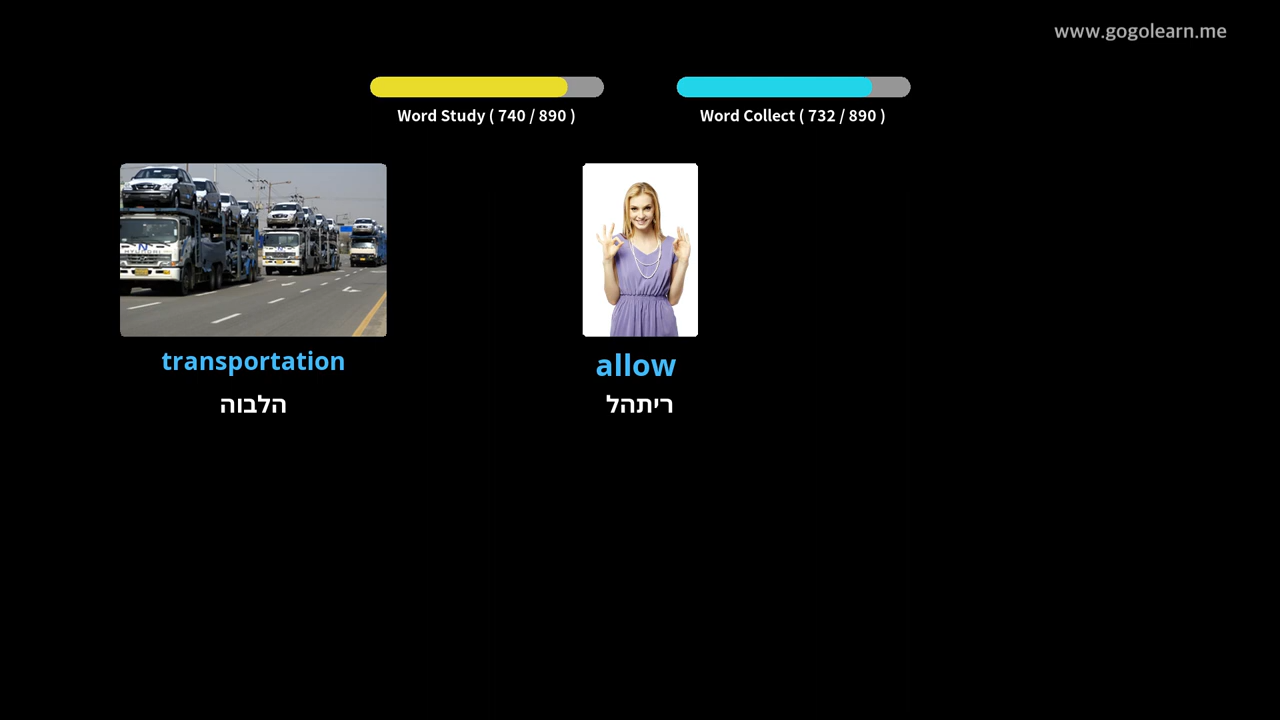 www.gogolearn.me
Word Study ( 740 / 890 )
Word Collect ( 732 / 890 )
transportation
allow
הלבוה
ריתהל